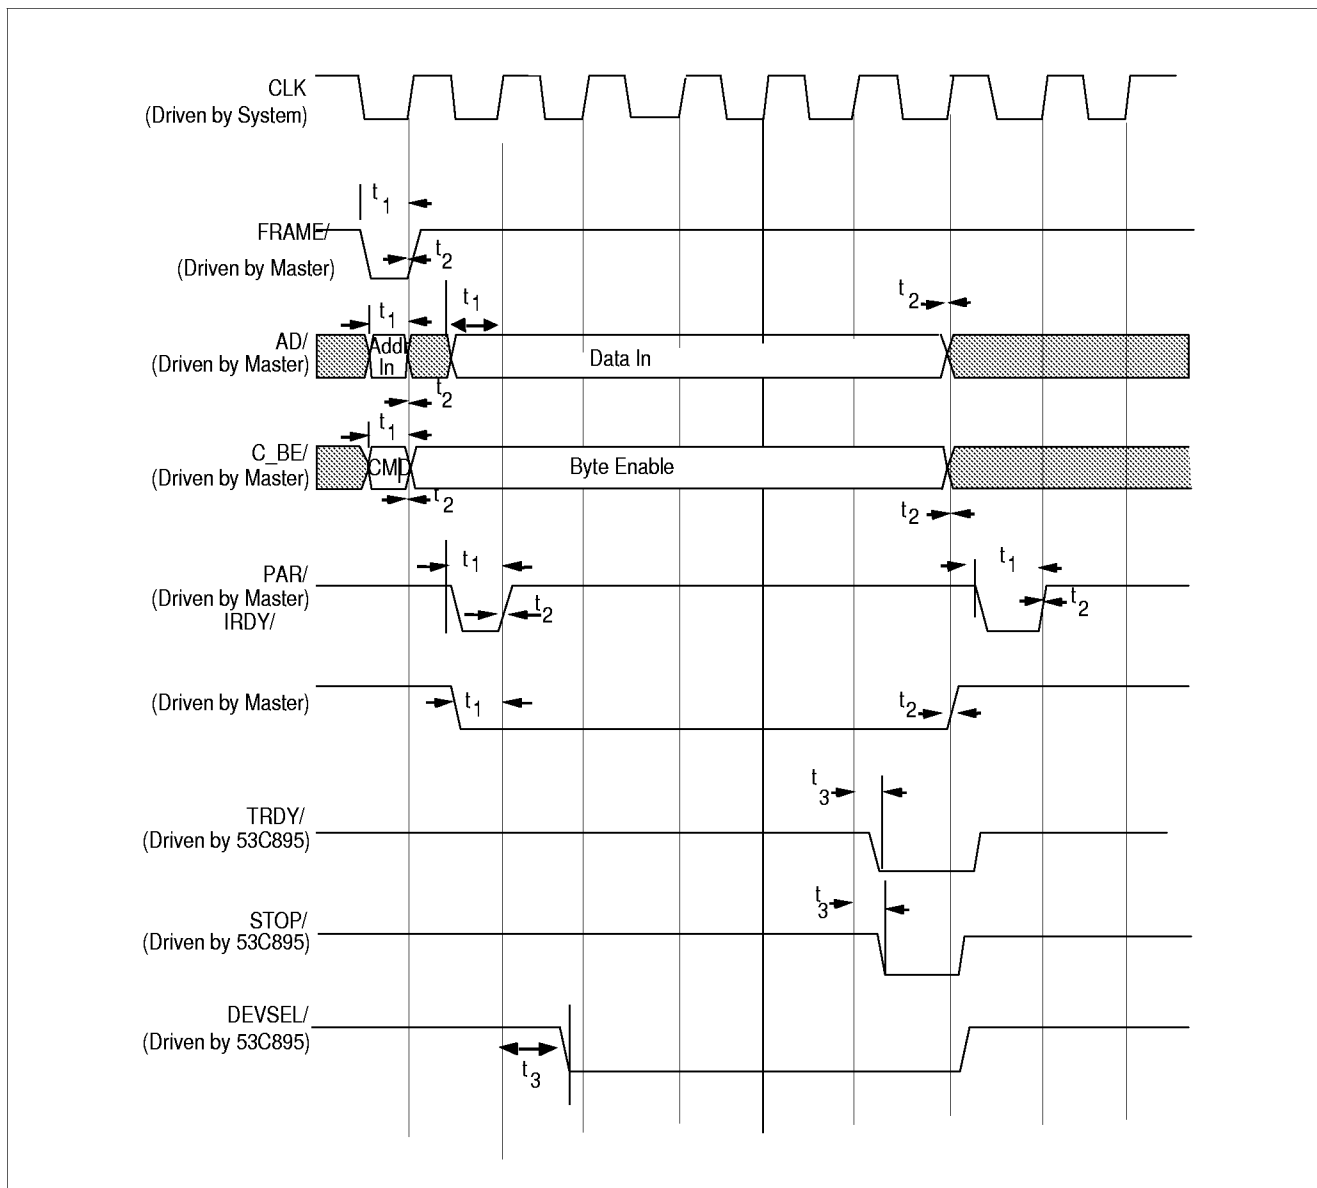 CLK
(Driven by System)
t1
FRAME/
(Driven by Master)
t2
t1
t2
t1
AD/
(Driven by Master)
Addr
In
Data In
t2
t1
C_BE/
(Driven by Master)
CMD
Byte Enable
t2
t2
t1
t1
PAR/
(Driven by Master)
t2
t2
IRDY/
(Driven by Master)
t1
t2
t3
TRDY/
(Driven by 53C895)
t3
STOP/
(Driven by 53C895)
DEVSEL/
(Driven by 53C895)
t3